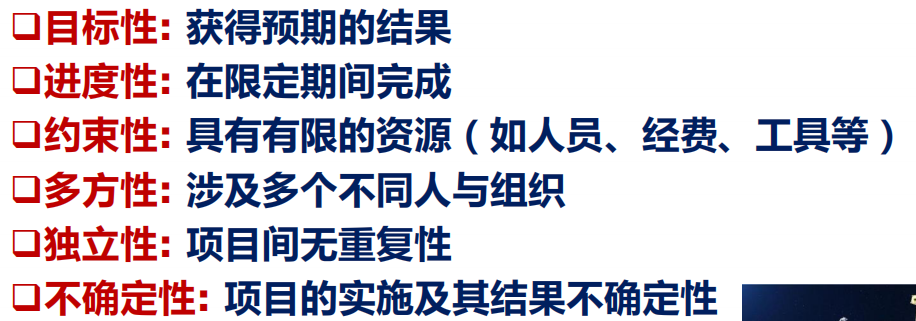 ❑目标性: 获得预期的结果
❑进度性: 在限定期间完成
❑约束性: 具有有限的资源（如人员、经费、工具等）
❑多方性: 涉及多个不同人与组织
❑独立性: 项目间无重复性
❑不确定性: 项目的实施及其结果不确定性